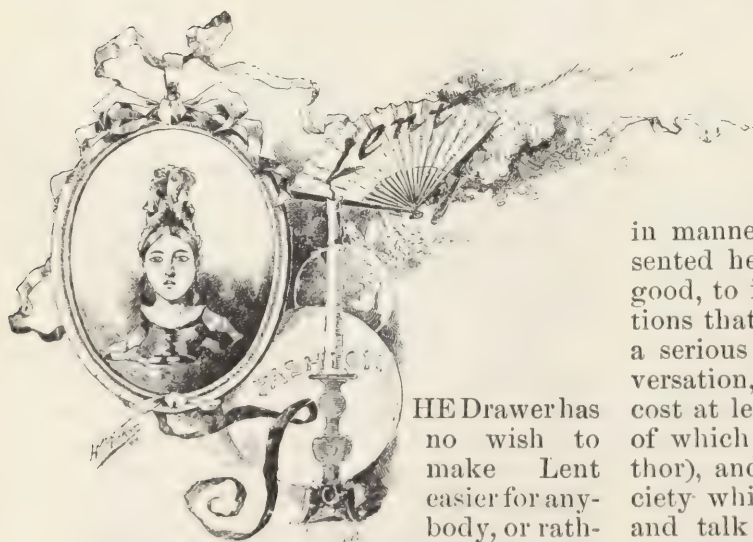 Lent
FASHION
THE Drawer has
no wish to
make Lent
easier for any-
body, or rath-
in manne
sented he
good, to i
tions that
a serious
versation,
cost at le
of which
thor), and
ciety whi
and talk